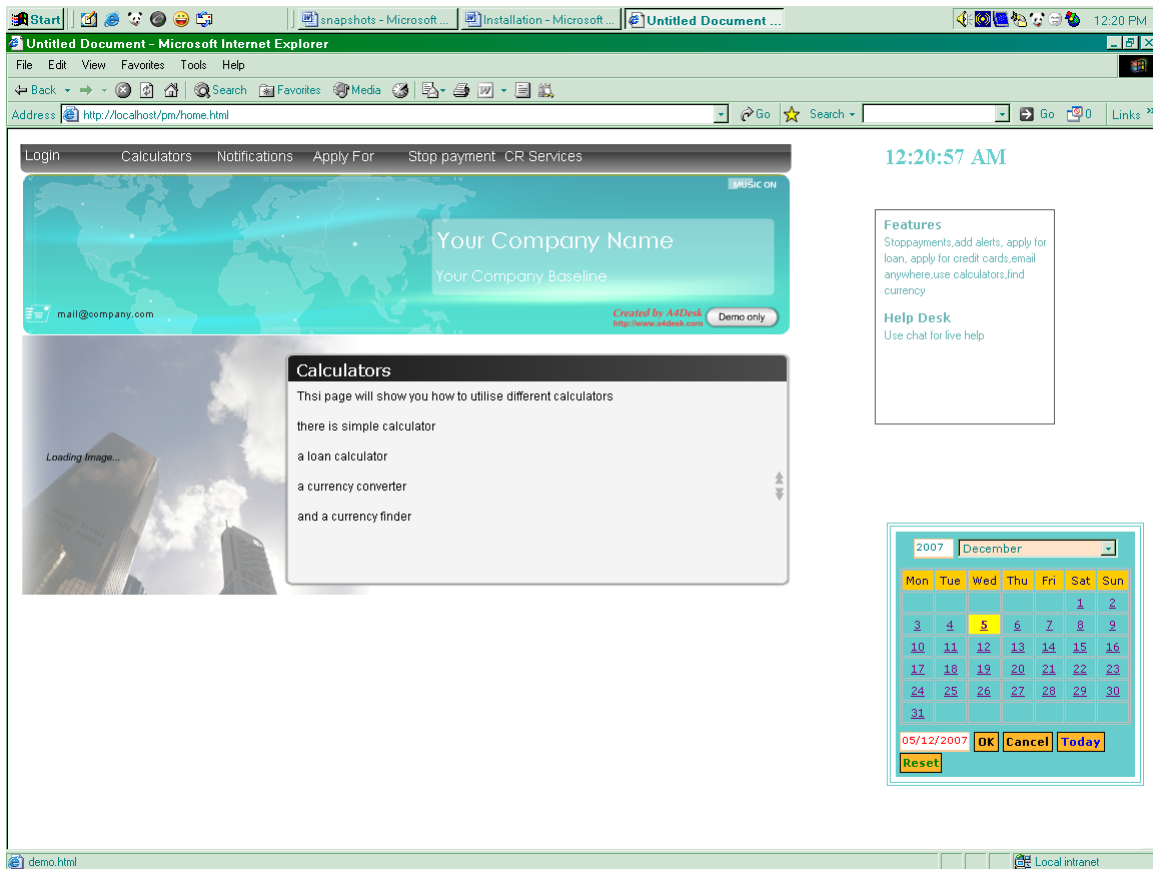 Start snapshots - Microsoft ... Installation - Microsoft ... Untitled Document ... 12:20 PM
Untitled Document - Microsoft Internet Explorer
File Edit View Favorites Tools Help
Back Search Favorites Media
Address http://localhost/pm/home.html Go Search Go 0 Links »
Login Calculators Notifications Apply For Stop payment CR Services
12:20:57 AM
MUSIC ON
Your Company Name
Your Company Baseline
mail@company.com
Created by A4Desk
http://www.a4desk.com
Demo only
Features
Stoppayments,add alerts, apply for
loan, apply for credit cards,email
anywhere,use calculators,find
currency
Help Desk
Use chat for live help
Loading Image...
Calculators
Thsi page will show you how to utilise different calculators
there is simple calculator
a loan calculator
a currency converter
and a currency finder
2007 December
Mon Tue Wed Thu Fri Sat Sun
1 2
3 4 5 6 7 8 9
10 11 12 13 14 15 16
17 18 19 20 21 22 23
24 25 26 27 28 29 30
31
05/12/2007 OK Cancel Today
Reset
demo.html Local intranet